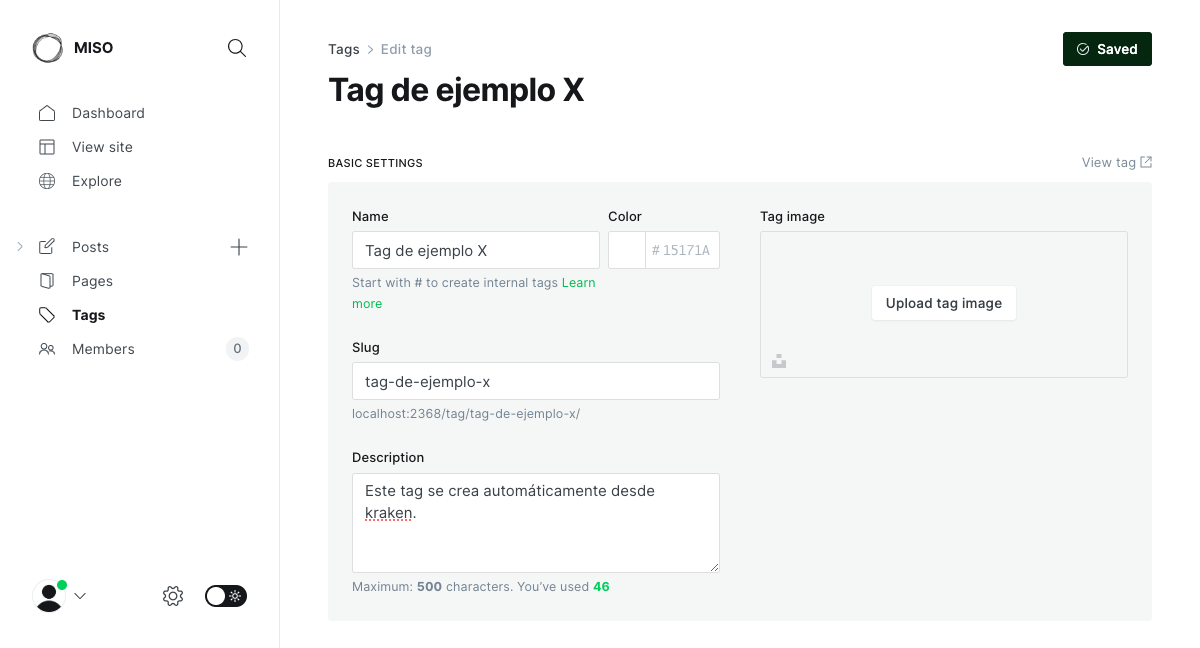 MISO
Dashboard
View site
Explore
Posts
Pages
Tags
Members 0
Tags > Edit tag
Saved
Tag de ejemplo X
BASIC SETTINGS
View tag
Name
Tag de ejemplo X
Start with # to create internal tags Learn
more
Color
# 15171A
Slug
tag-de-ejemplo-x
localhost:2368/tag/tag-de-ejemplo-x/
Description
Este tag se crea automáticamente desde
kraken.
Maximum: 500 characters. You've used 46
Tag image
Upload tag image